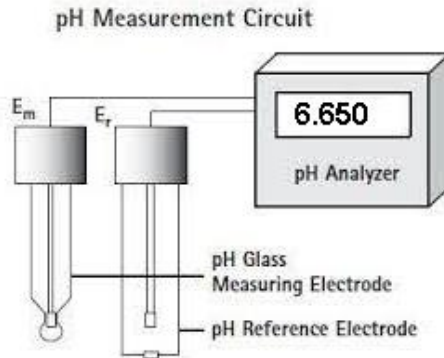 pH Measurement Circuit
Em
Er
6.650
pH Analyzer
pH Glass
Measuring Electrode
pH Reference Electrode